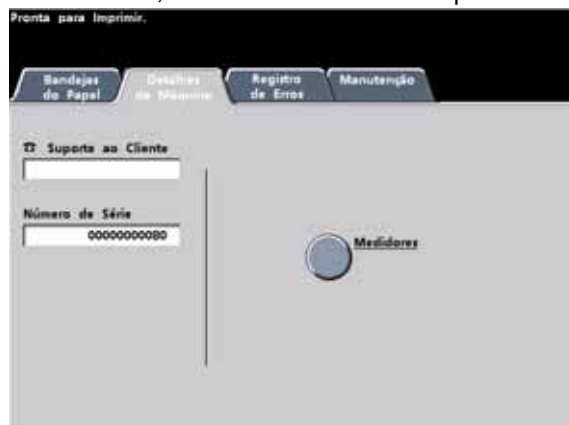 Pronta para Imprimir.
Bandejas
do Papel
Detalhes
da Máquina
Registro
de Erros
Manutenção
☎ Suporte ao Cliente
Número de Série
00000000080
Medidores